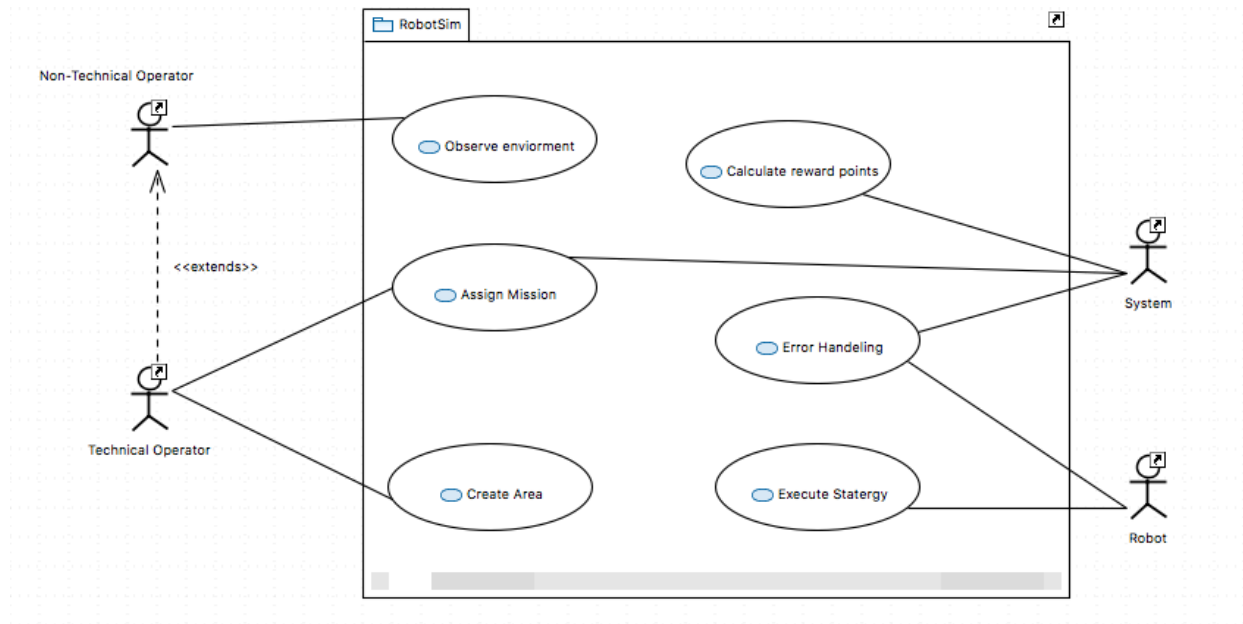 RobotSim
Non-Technical Operator
Observe enviorment
Calculate reward points
<<extends>>
Assign Mission
System
Error Handeling
Technical Operator
Create Area
Execute Statergy
Robot